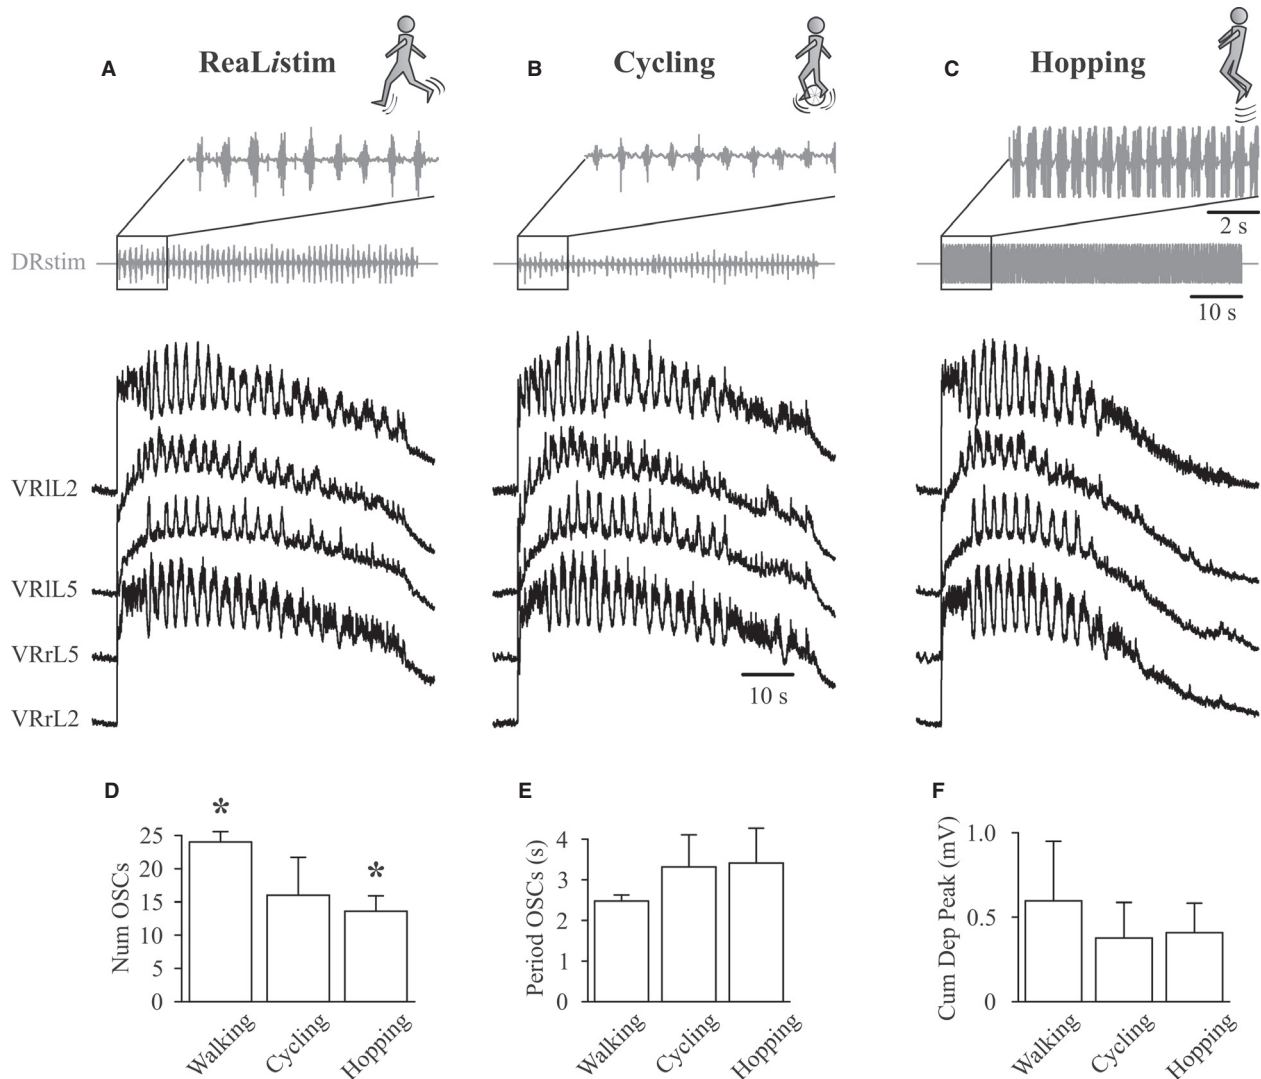 A ReaListim B Cycling C Hopping
2 s
DRstim
10 s
VRlL2
VRlL5
VRrL5
10 s
VRrL2
D E F
* *
Num OSCs
25
20
15
10
5
0
Walking Cycling Hopping
Period OSCs (s)
4
3
2
1
0
Walking Cycling Hopping
Cum Dep Peak (mV)
1.0
0.5
0
Walking Cycling Hopping